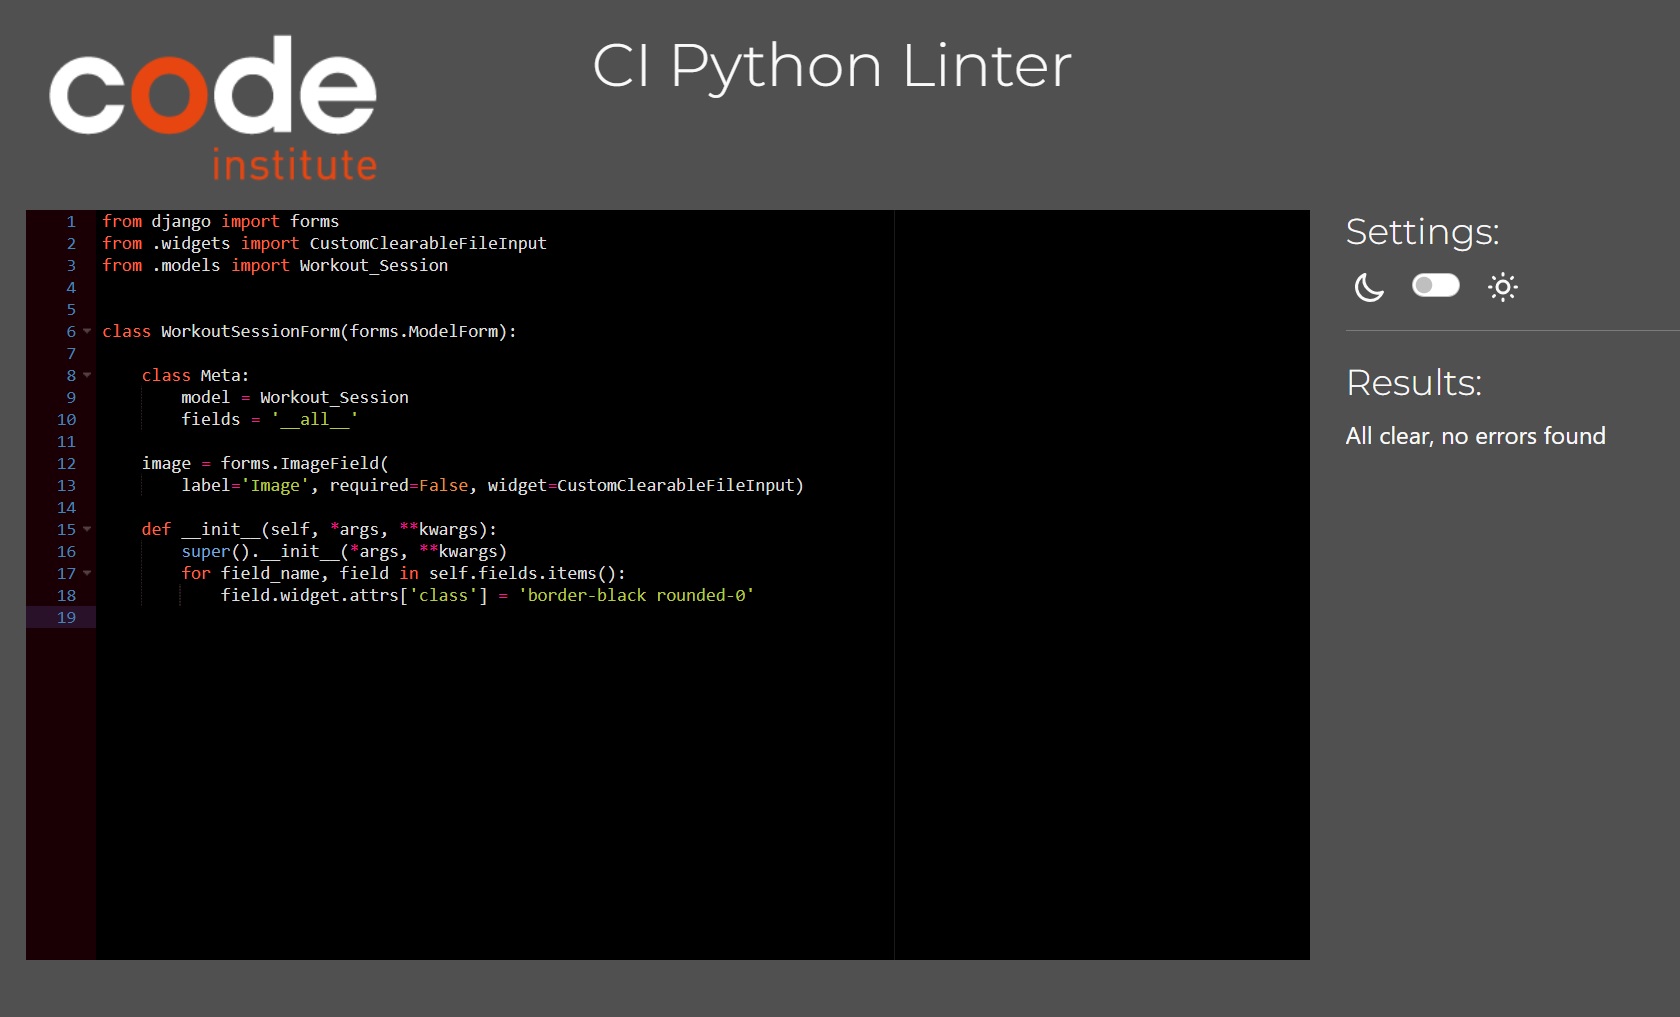 code
institute
CI Python Linter
1 from django import forms
2 from .widgets import CustomClearableFileInput
3 from .models import Workout_Session
4
5
6 class WorkoutSessionForm(forms.ModelForm):
7
8     class Meta:
9         model = Workout_Session
10         fields = '__all__'
11
12     image = forms.ImageField(
13         label='Image', required=False, widget=CustomClearableFileInput)
14
15     def __init__(self, *args, **kwargs):
16         super().__init__(*args, **kwargs)
17         for field_name, field in self.fields.items():
18             field.widget.attrs['class'] = 'border-black rounded-0'
19
Settings:
Results:
All clear, no errors found